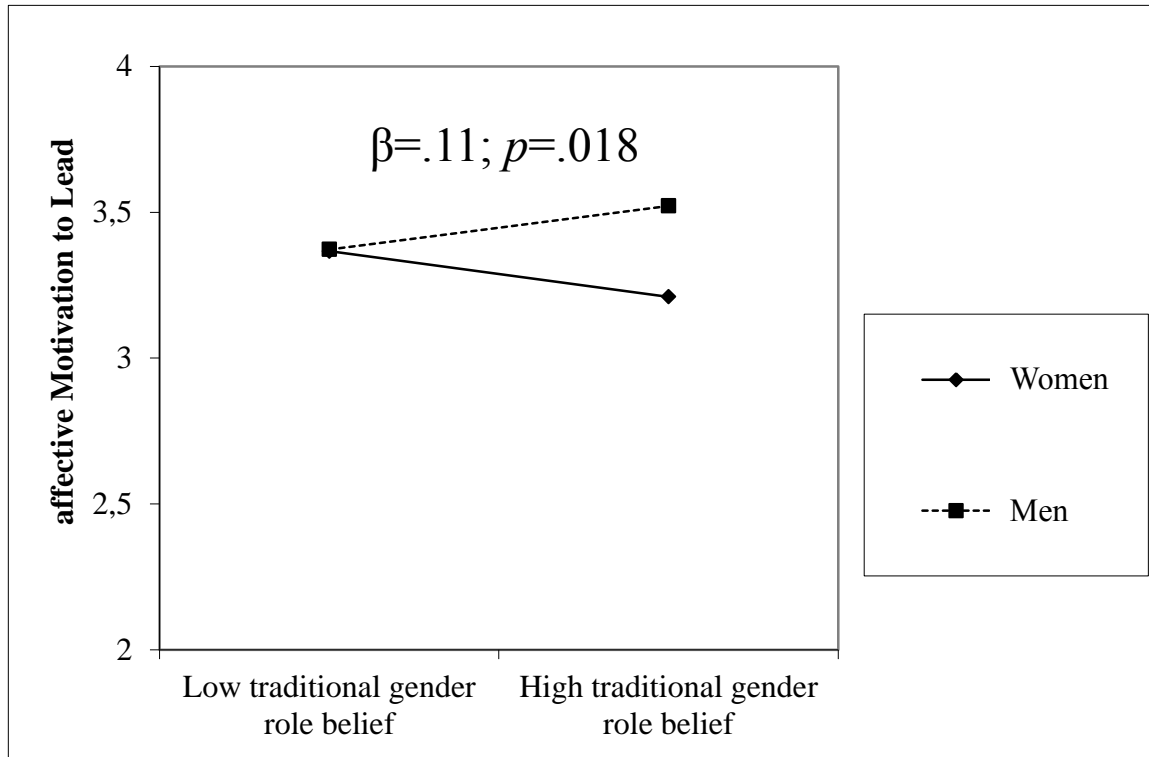 4
β=.11; p=.018
3,5
3
2,5
2
affective Motivation to Lead
Low traditional gender
role belief
High traditional gender
role belief
Women
Men